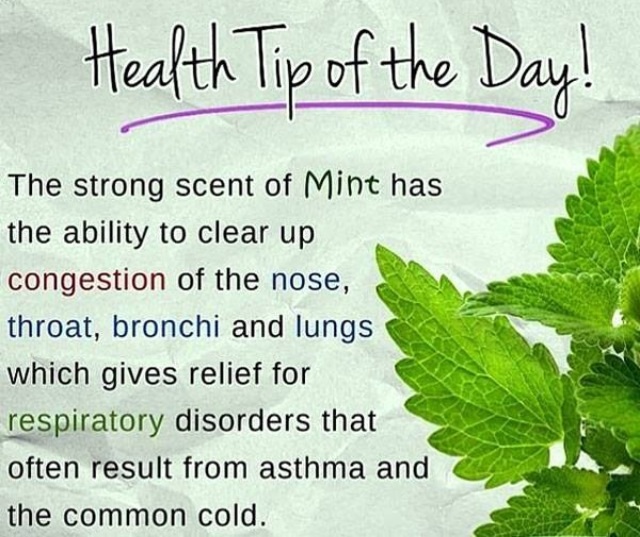 Health Tip of the Day!
The strong scent of Mint has
the ability to clear up
congestion of the nose,
throat, bronchi and lungs
which gives relief for
respiratory disorders that
often result from asthma and
the common cold.